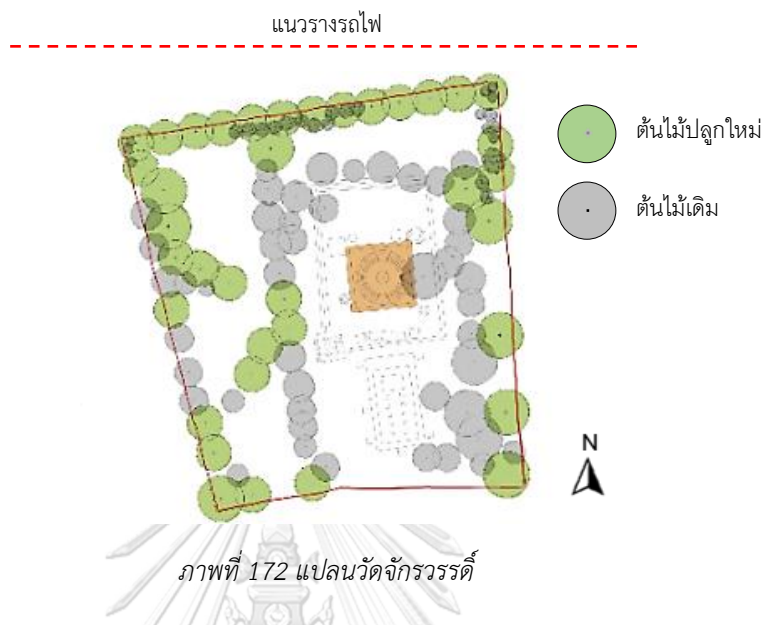 แนวรางรถไฟ
ต้นไม้ปลูกใหม่
ต้นไม้เดิม
N
ภาพที่ 172 แปลนวัดจักรวรรดิ์